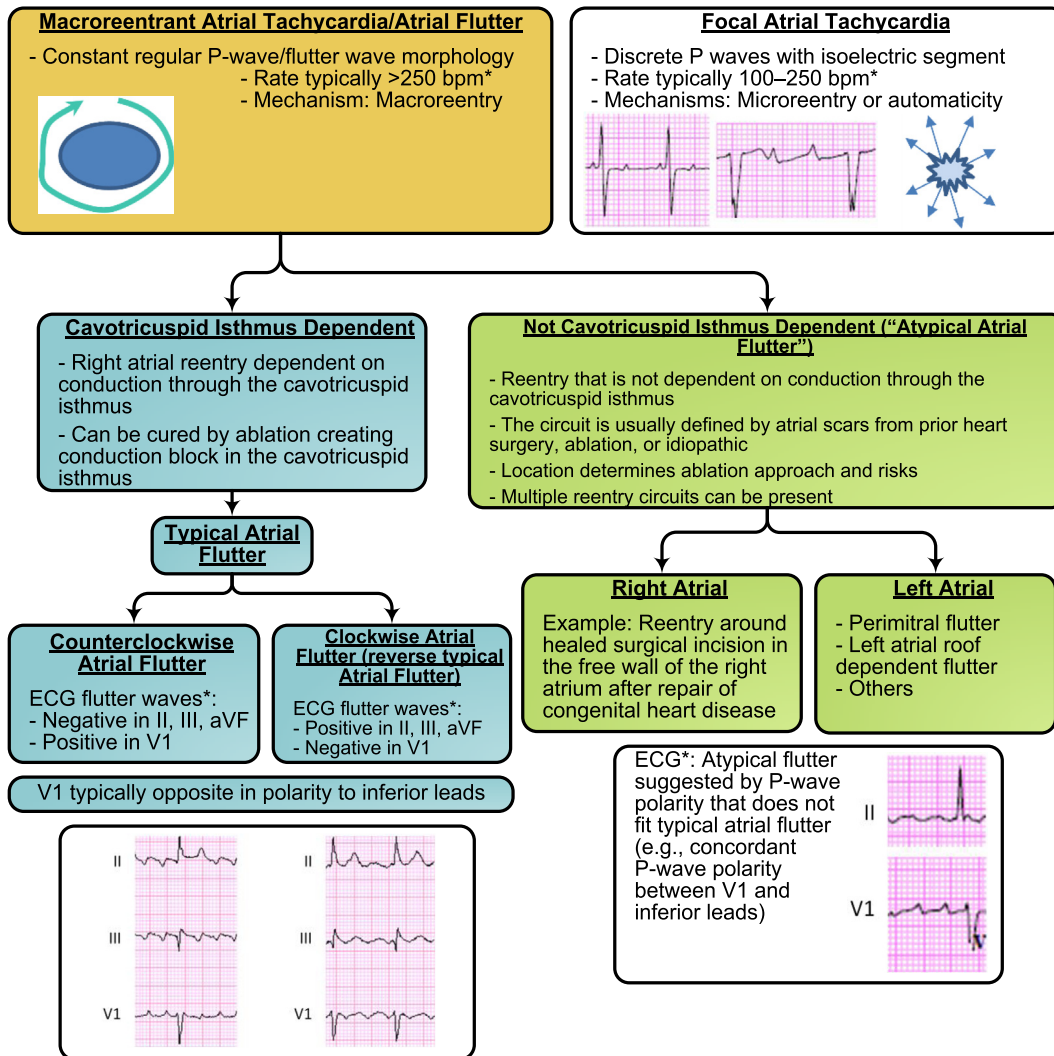 Macroreentrant Atrial Tachycardia/Atrial Flutter
- Constant regular P-wave/flutter wave morphology
- Rate typically >250 bpm*
- Mechanism: Macroreentry
Focal Atrial Tachycardia
- Discrete P waves with isoelectric segment
- Rate typically 100–250 bpm*
- Mechanisms: Microreentry or automaticity
Cavotricuspid Isthmus Dependent
- Right atrial reentry dependent on
conduction through the cavotricuspid
isthmus
- Can be cured by ablation creating
conduction block in the cavotricuspid
isthmus
Not Cavotricuspid Isthmus Dependent (“Atypical Atrial
Flutter”)
- Reentry that is not dependent on conduction through the
cavotricuspid isthmus
- The circuit is usually defined by atrial scars from prior heart
surgery, ablation, or idiopathic
- Location determines ablation approach and risks
- Multiple reentry circuits can be present
Typical Atrial
Flutter
Counterclockwise
Atrial Flutter
ECG flutter waves*:
- Negative in II, III, aVF
- Positive in V1
Clockwise Atrial
Flutter (reverse typical
Atrial Flutter)
ECG flutter waves*:
- Positive in II, III, aVF
- Negative in V1
V1 typically opposite in polarity to inferior leads
II
III
V1
II
III
V1
Right Atrial
Example: Reentry around
healed surgical incision in
the free wall of the right
atrium after repair of
congenital heart disease
Left Atrial
- Perimitral flutter
- Left atrial roof
dependent flutter
- Others
ECG*: Atypical flutter
suggested by P-wave
polarity that does not
fit typical atrial flutter
(e.g., concordant
P-wave polarity
between V1 and
inferior leads)
II
V1